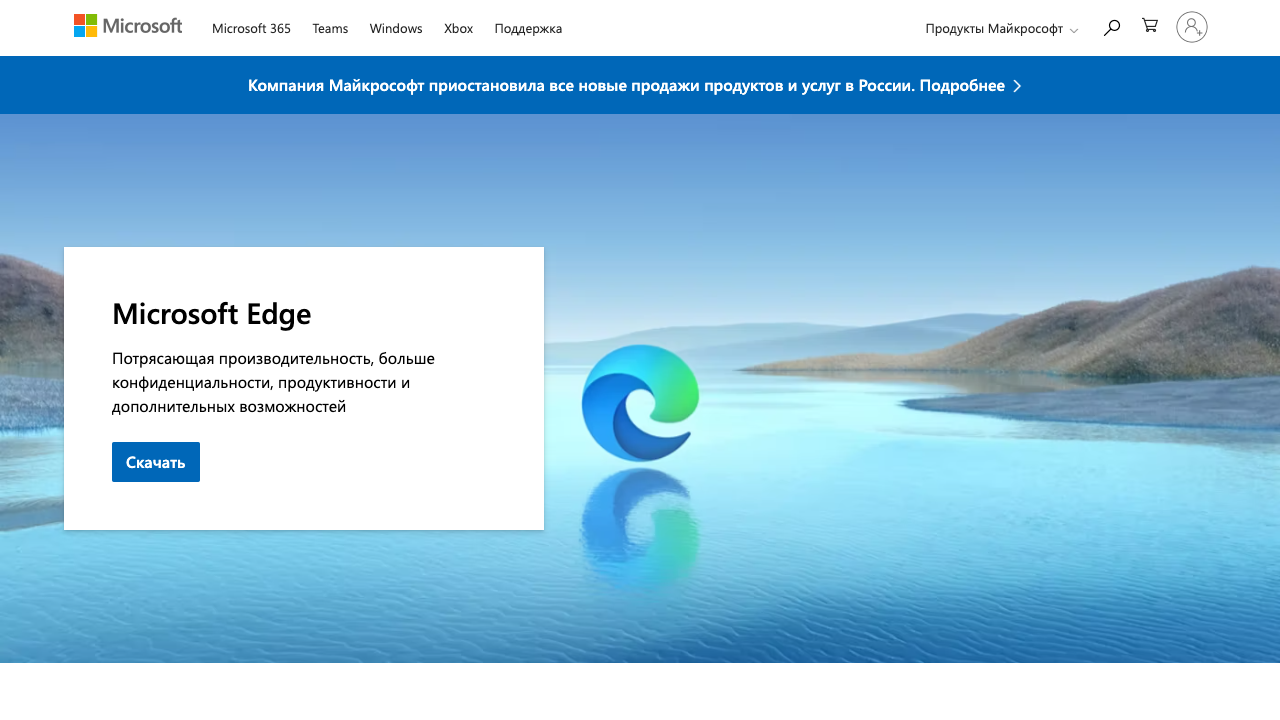 Microsoft
Microsoft 365
Teams
Windows
Xbox
Поддержка
Продукты Майкрософт
Компания Майкрософт приостановила все новые продажи продуктов и услуг в России. Подробнее
Microsoft Edge
Потрясающая производительность, больше
конфиденциальности, продуктивности и
дополнительных возможностей
Скачать